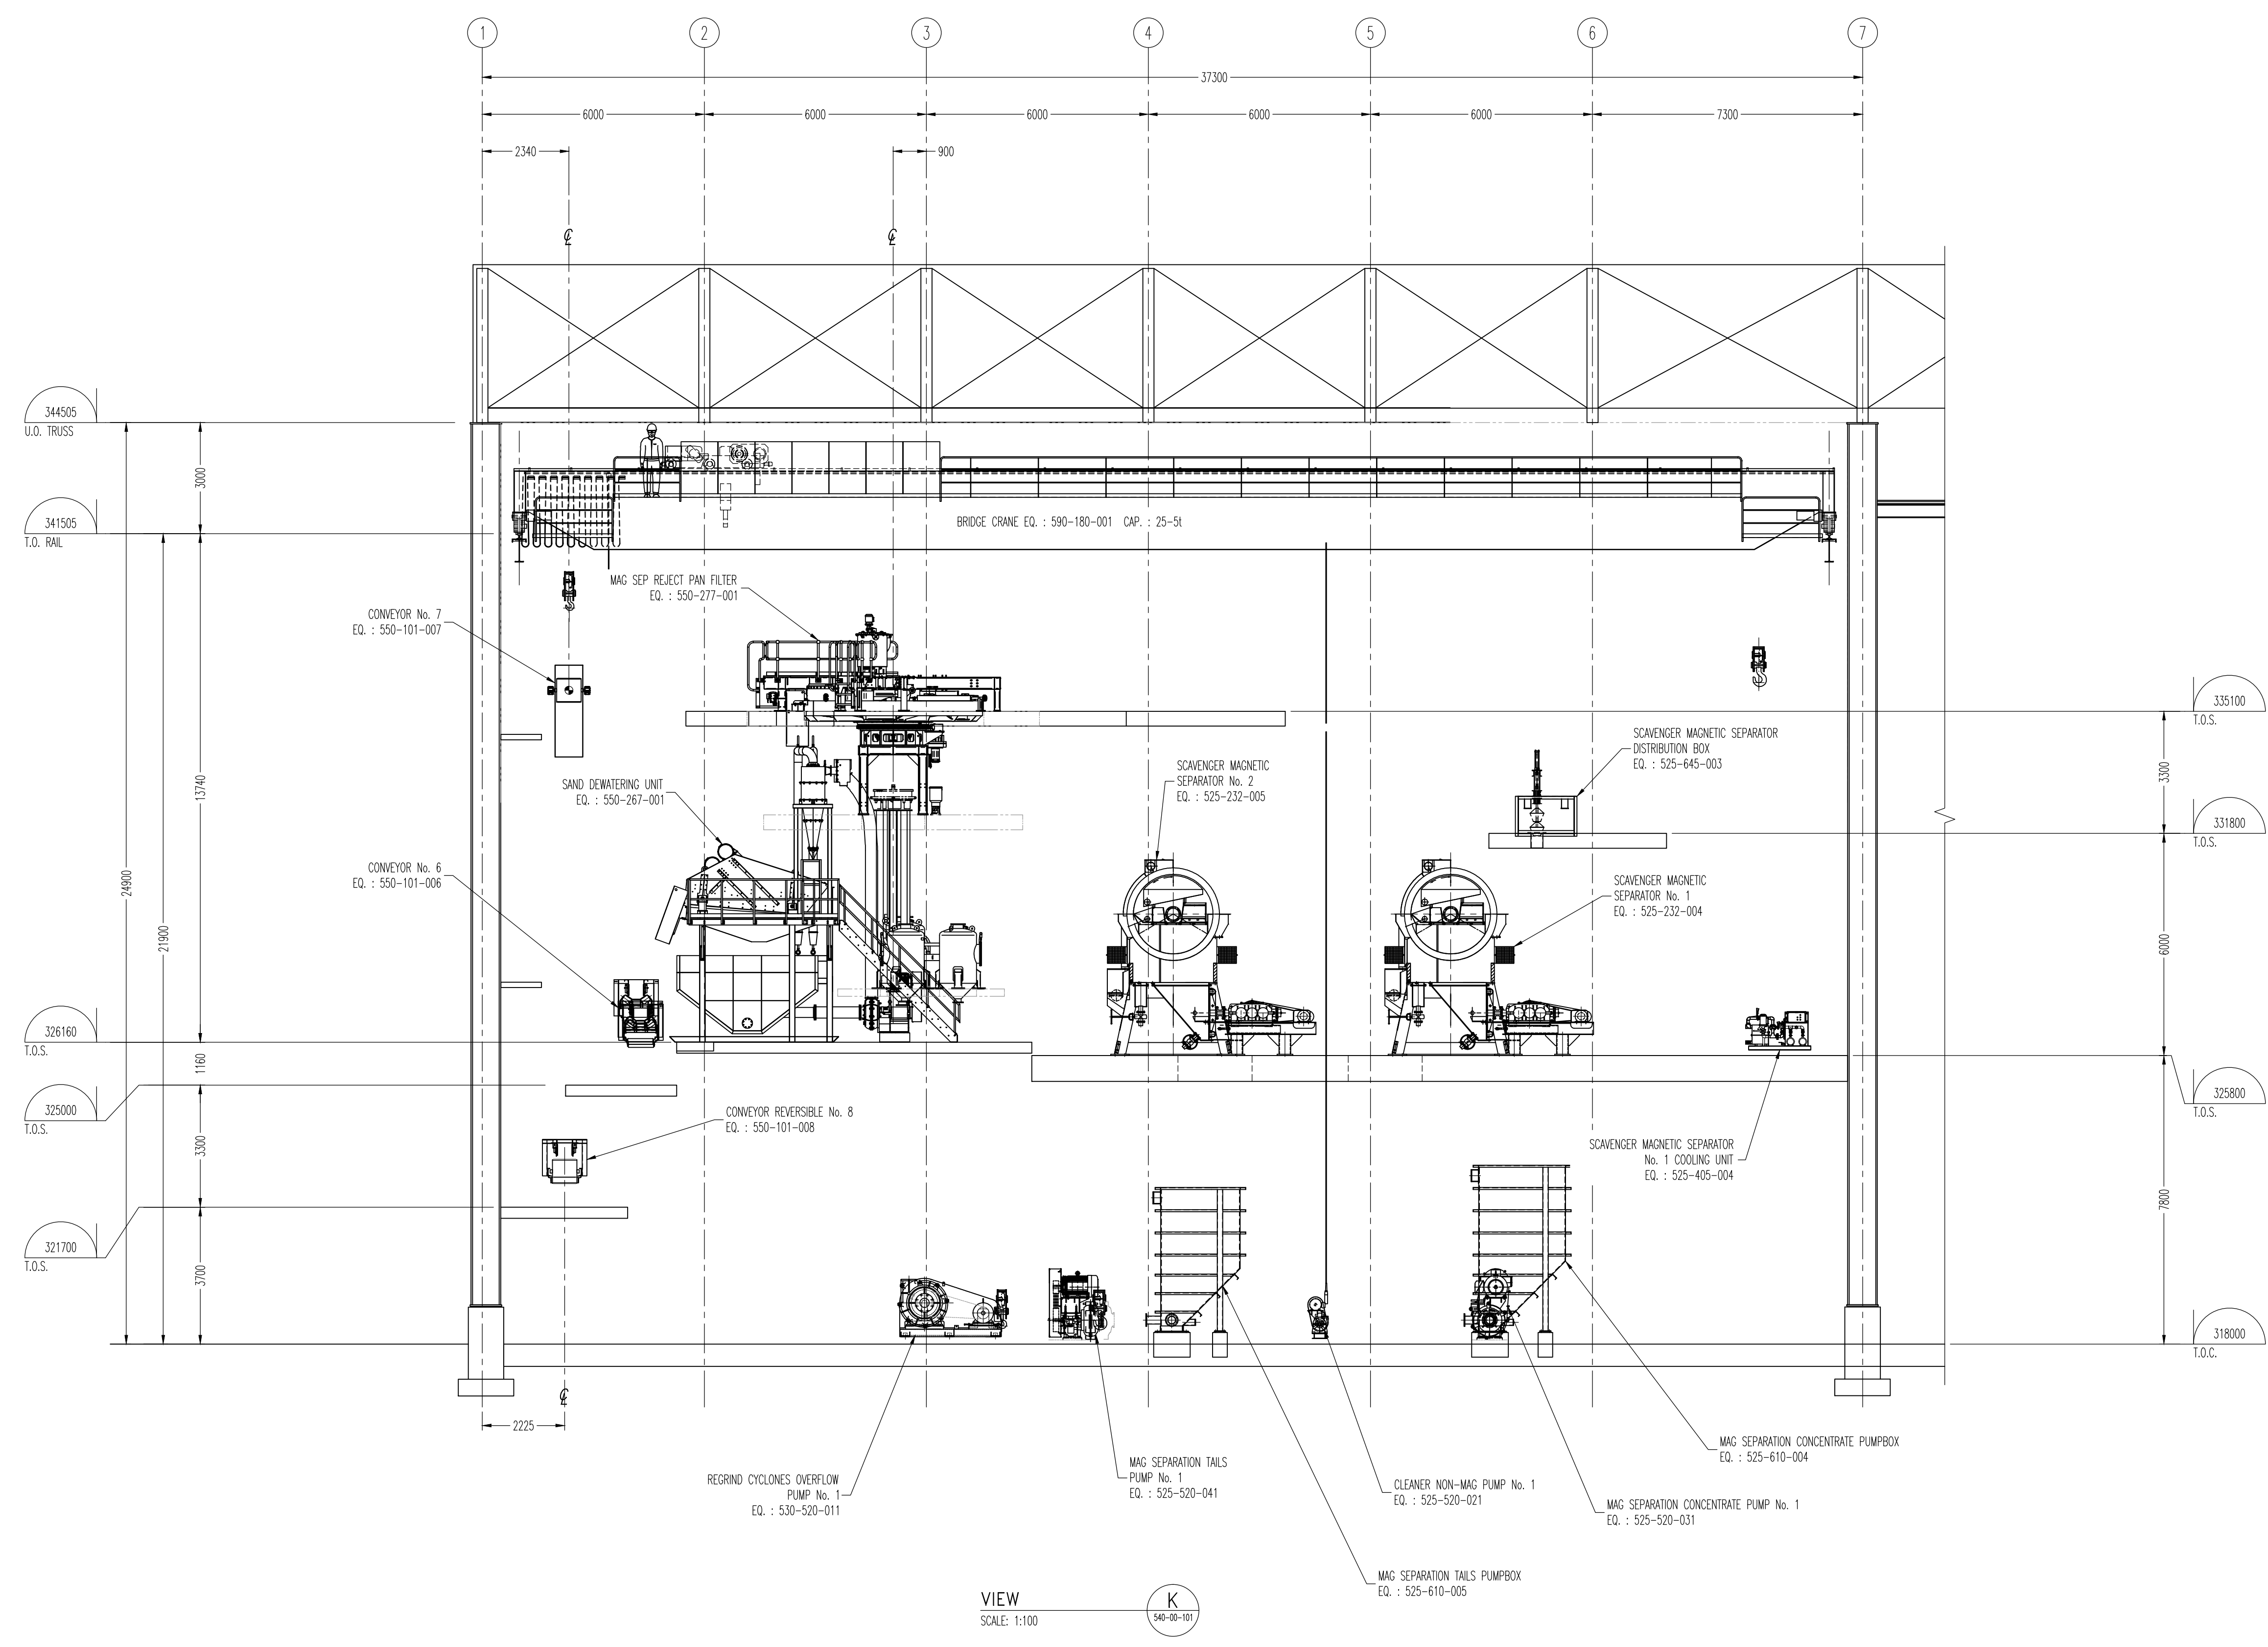 1 2 3 4 5 6 7
37300
6000 6000 6000 6000 6000 7300
2340 900
℄ ℄
344505
U.O. TRUSS
3000
341505
T.O. RAIL
BRIDGE CRANE EQ. : 590-180-001 CAP. : 25-5t
MAG SEP REJECT PAN FILTER
EQ. : 550-277-001
CONVEYOR No. 7
EQ. : 550-101-007
335100
T.O.S.
SCAVENGER MAGNETIC SEPARATOR
DISTRIBUTION BOX
EQ. : 525-645-003
SCAVENGER MAGNETIC
SEPARATOR No. 2
EQ. : 525-232-005
3300
13740
SAND DEWATERING UNIT
EQ. : 550-267-001
331800
T.O.S.
CONVEYOR No. 6
EQ. : 550-101-006
24900
21900
SCAVENGER MAGNETIC
SEPARATOR No. 1
EQ. : 525-232-004
6000
326160
T.O.S.
1160
325000
T.O.S.
325800
T.O.S.
CONVEYOR REVERSIBLE No. 8
EQ. : 550-101-008
3300
SCAVENGER MAGNETIC SEPARATOR
No. 1 COOLING UNIT
EQ. : 525-405-004
7800
321700
T.O.S.
3700
318000
T.O.C.
℄
2225
MAG SEPARATION CONCENTRATE PUMPBOX
EQ. : 525-610-004
REGRIND CYCLONES OVERFLOW
PUMP No. 1
EQ. : 530-520-011
MAG SEPARATION TAILS
PUMP No. 1
EQ. : 525-520-041
CLEANER NON-MAG PUMP No. 1
EQ. : 525-520-021
MAG SEPARATION CONCENTRATE PUMP No. 1
EQ. : 525-520-031
MAG SEPARATION TAILS PUMPBOX
EQ. : 525-610-005
VIEW K
SCALE: 1:100 540-00-101